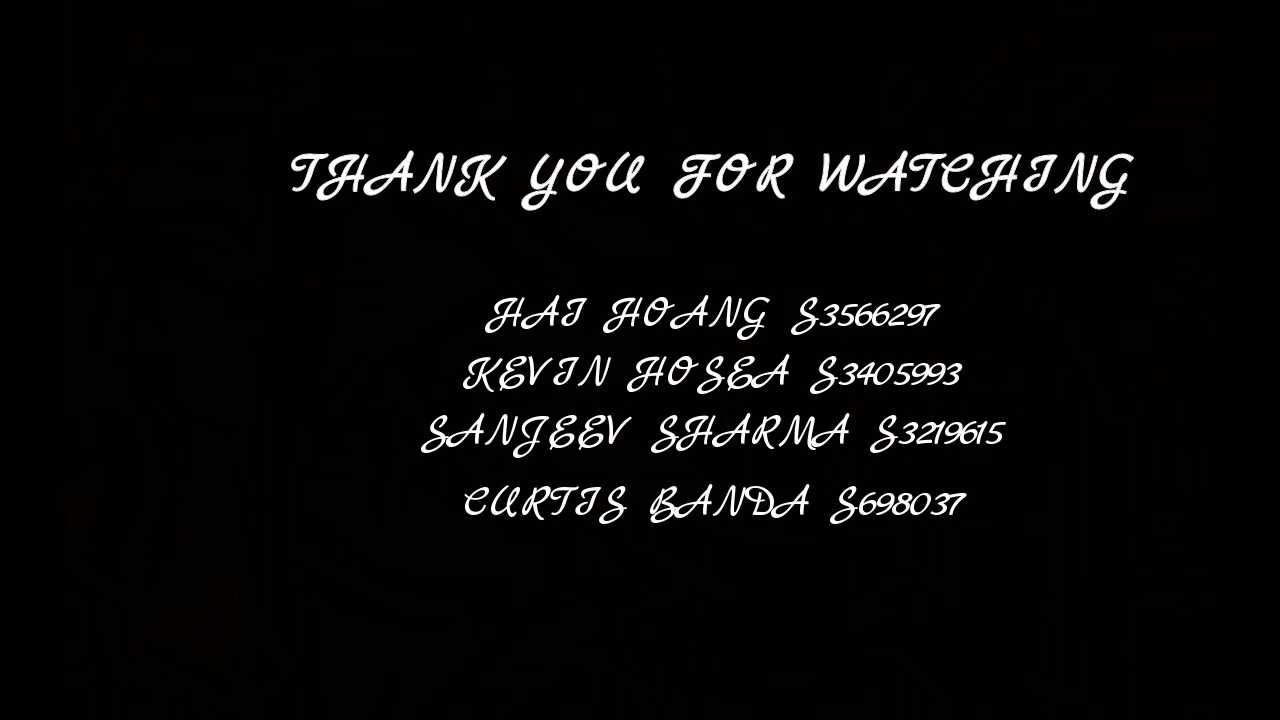 THANK YOU FOR WATCHING
HAI HOANG S3566297
KEVIN HOSEA S3405993
SANJEEV SHARMA S3219615
CURTIS BANDA S698037